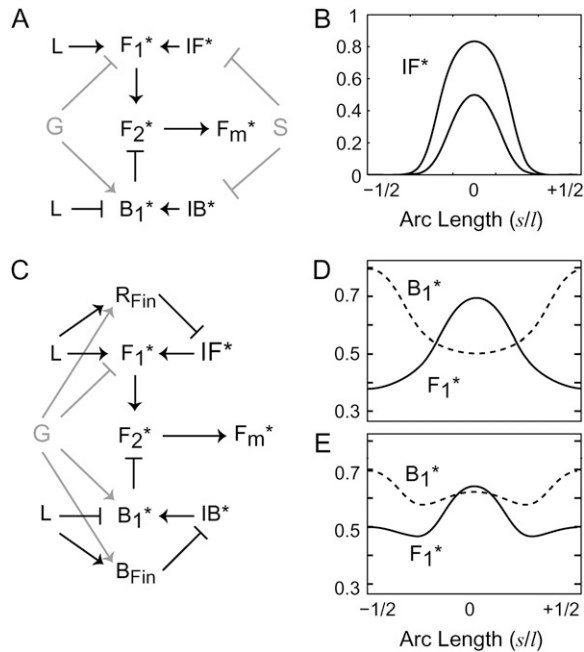 A
L F1* IF*
G F2* Fm* S
L B1* IB*
B
1
0.8
0.6
0.4
0.2
0
IF*
−1/2 0 +1/2
Arc Length (s/l)
C
RFin
L F1* IF*
G F2* Fm*
L B1* IB*
BFin
D
0.7
0.5
0.3
B1*
F1*
E
0.7
0.5
0.3
B1*
F1*
−1/2 0 +1/2
Arc Length (s/l)